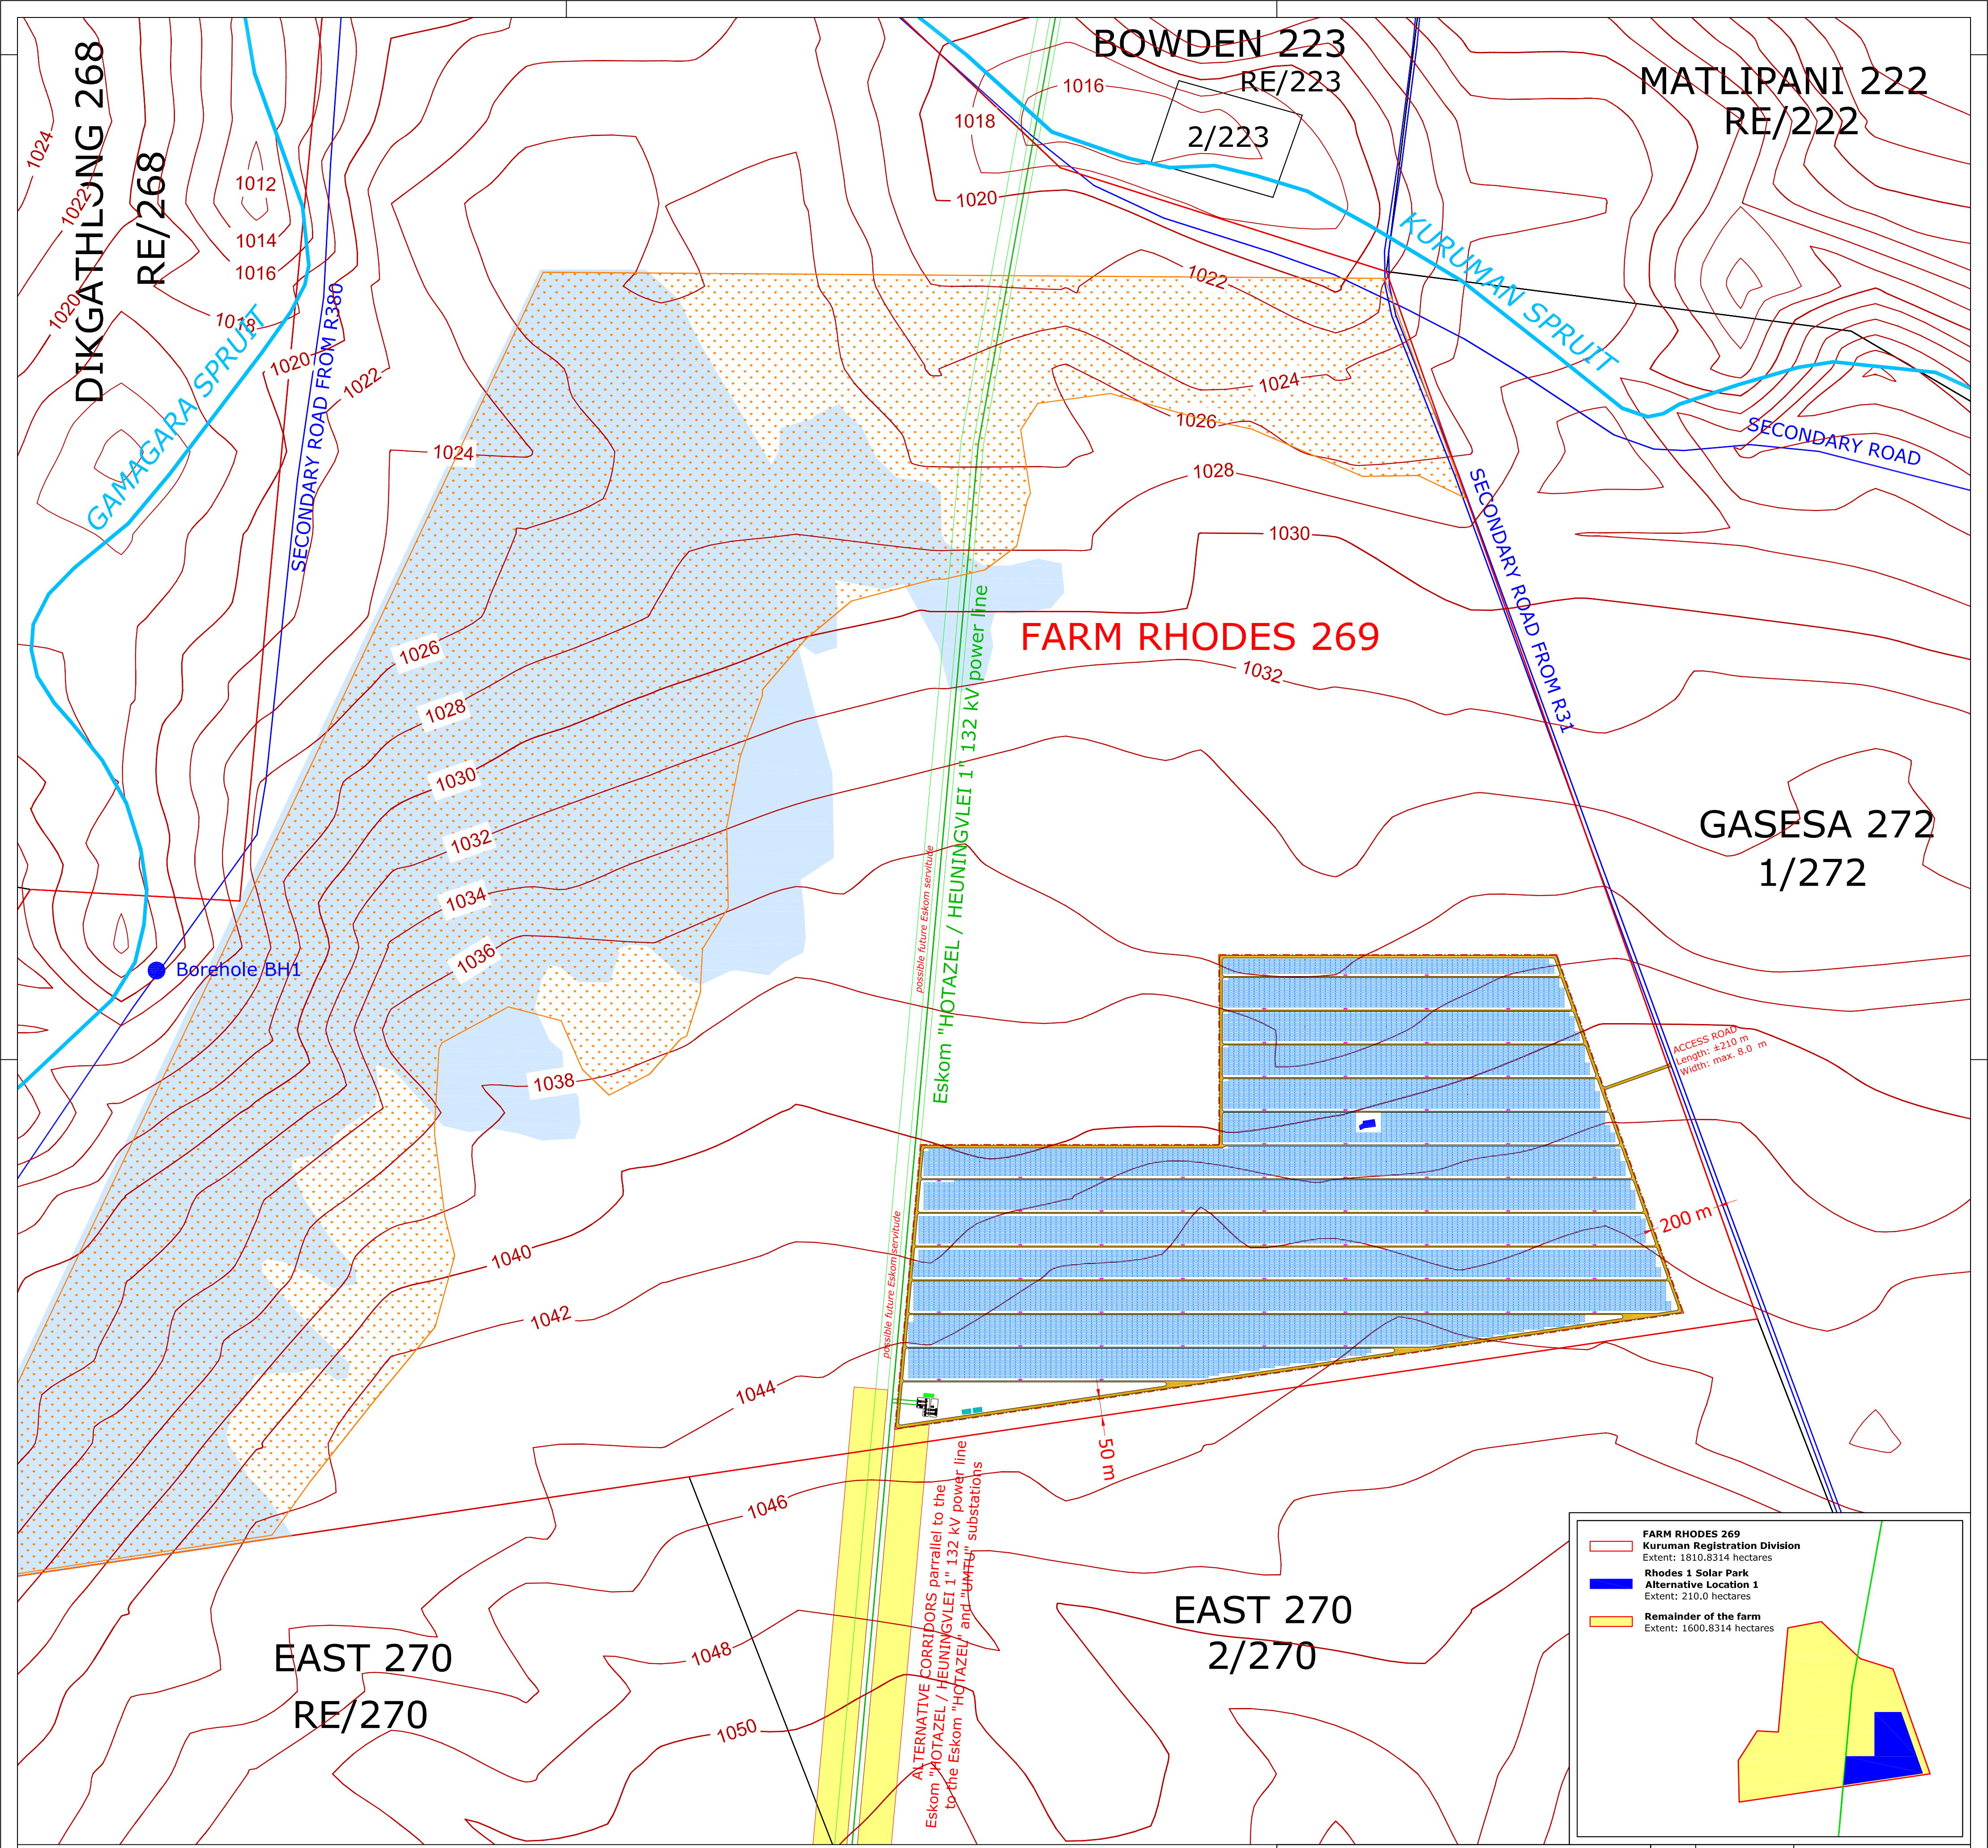 BOWDEN 223
RE/223
2/223
MATLIPANI 222
RE/222
DIKGATHLONG 268
RE/268
1024
1022
1020
1012
1014
1016
1018
1020
1022
1024
1016
1018
1020
1022
1024
1026
1028
1030
1032
GAMAGARA SPRUIT
SECONDARY ROAD FROM R380
KURUMAN SPRUIT
SECONDARY ROAD
SECONDARY ROAD FROM R31
FARM RHODES 269
Eskom "HOTAZEL / HEUNINGVLEI 1" 132 kV power line
possible future Eskom servitude
possible future Eskom servitude
1026
1028
1030
1032
1034
1036
1038
1040
1042
1044
1046
1048
1050
Borehole BH1
GASESA 272
1/272
ACCESS ROAD
Length: ±210 m
Width: max. 8.0 m
200 m
50 m
ALTERNATIVE CORRIDORS parrallel to the
Eskom "HOTAZEL / HEUNINGVLEI 1" 132 kV power line
to the Eskom "HOTAZEL" and "UMTU" substations
EAST 270
RE/270
EAST 270
2/270
FARM RHODES 269
Kuruman Registration Division
Extent: 1810.8314 hectares
Rhodes 1 Solar Park
Alternative Location 1
Extent: 210.0 hectares
Remainder of the farm
Extent: 1600.8314 hectares